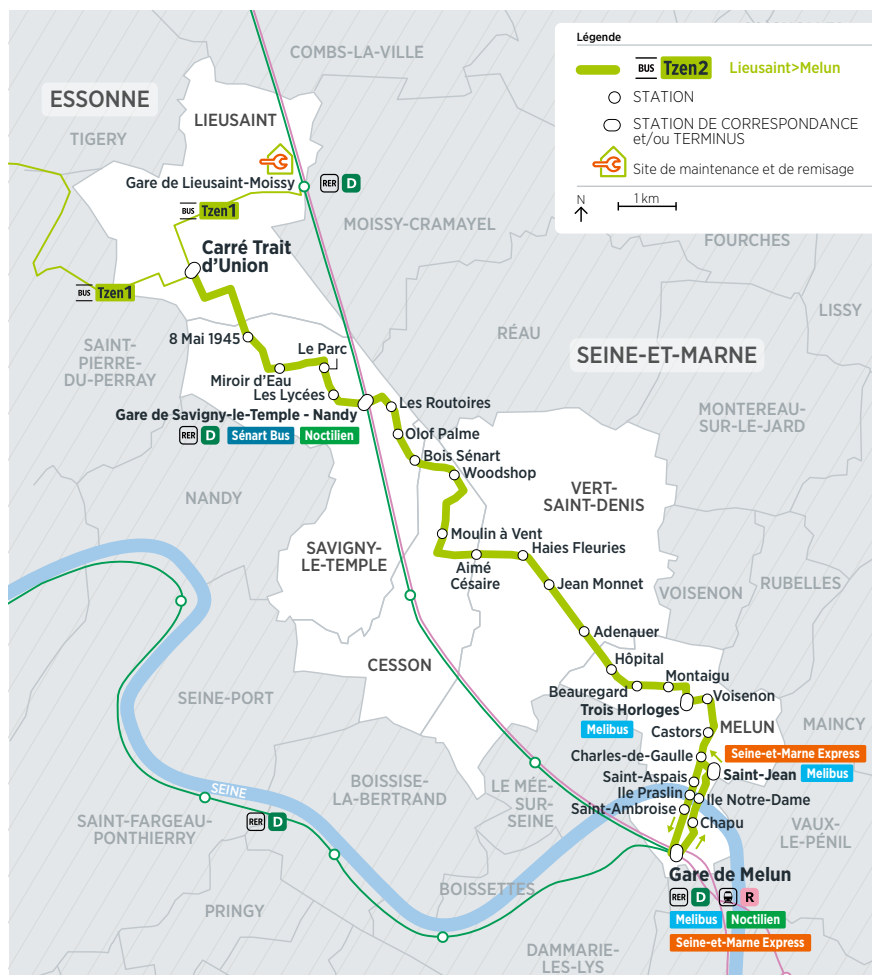 Légende
BUS Tzen2 Lieusaint>Melun
STATION
STATION DE CORRESPONDANCE
et/ou TERMINUS
Site de maintenance et de remisage
N
1 km
COMBS-LA-VILLE
ESSONNE
TIGERY
LIEUSAINT
Gare de Lieusaint-Moissy RER D
BUS Tzen1
MOISSY-CRAMAYEL
FOURCHES
Carré Trait
d'Union
BUS Tzen1
LISSY
RÉAU
SAINT-
PIERRE-
DU-PERRAY
8 Mai 1945
Le Parc
SEINE-ET-MARNE
Miroir d'Eau
Les Lycées
Gare de Savigny-le-Temple - Nandy
RER D Sénart Bus Noctilien
Les Routoires
Olof Palme
MONTEREAU-
SUR-LE-JARD
Bois Sénart
Woodshop
NANDY
VERT-
SAINT-DENIS
Moulin à Vent
SAVIGNY-
LE-TEMPLE
Aimé
Césaire
Haies Fleuries
Jean Monnet
RUBELLES
VOISENON
Adenauer
CESSON
Hôpital
Montaigu
Beauregard
Voisenon
SEINE-PORT
Trois Horloges
Melibus
MELUN
MAINCY
Castors
Charles-de-Gaulle
Seine-et-Marne Express
Saint-Jean Melibus
Saint-Aspais
Ile Praslin
Ile Notre-Dame
Saint-Ambroise
Chapu
BOISSISE-
LA-BERTRAND
LE MÉE-
SUR-
SEINE
SEINE
VAUX-
LE-PÉNIL
SAINT-FARGEAU-
PONTHIERRY
RER D
BOISSETTES
Gare de Melun
RER D R
Melibus Noctilien
Seine-et-Marne Express
PRINGY
DAMMARIE-
LES-LYS